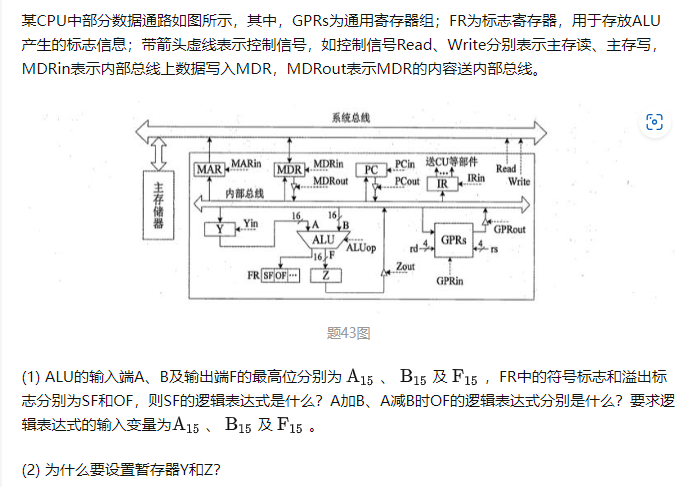 某CPU中部分数据通路如图所示，其中，GPRs为通用寄存器组；FR为标志寄存器，用于存放ALU
产生的标志信息；带箭头虚线表示控制信号，如控制信号Read、Write分别表示主存读、主存写，
MDRin表示内部总线上数据写入MDR，MDRout表示MDR的内容送内部总线。
系统总线
MAR
MARin
MDR
MDRin
MDRout
PC
PCin
PCout
送CU等部件
IR
IRin
Read
Write
主存储器
内部总线
Y
Yin
16
A
16
B
ALU
ALUop
16
F
FR
SF
OF
...
Z
Zout
rd
4
GPRs
4
rs
GPRin
GPRout
题43图
(1) ALU的输入端A、B及输出端F的最高位分别为 A₁₅ 、 B₁₅ 及 F₁₅ ，FR中的符号标志和溢出标
志分别为SF和OF，则SF的逻辑表达式是什么？A加B、A减B时OF的逻辑表达式分别是什么？要求逻
辑表达式的输入变量为A₁₅ 、 B₁₅ 及 F₁₅ 。
(2) 为什么要设置暂存器Y和Z？